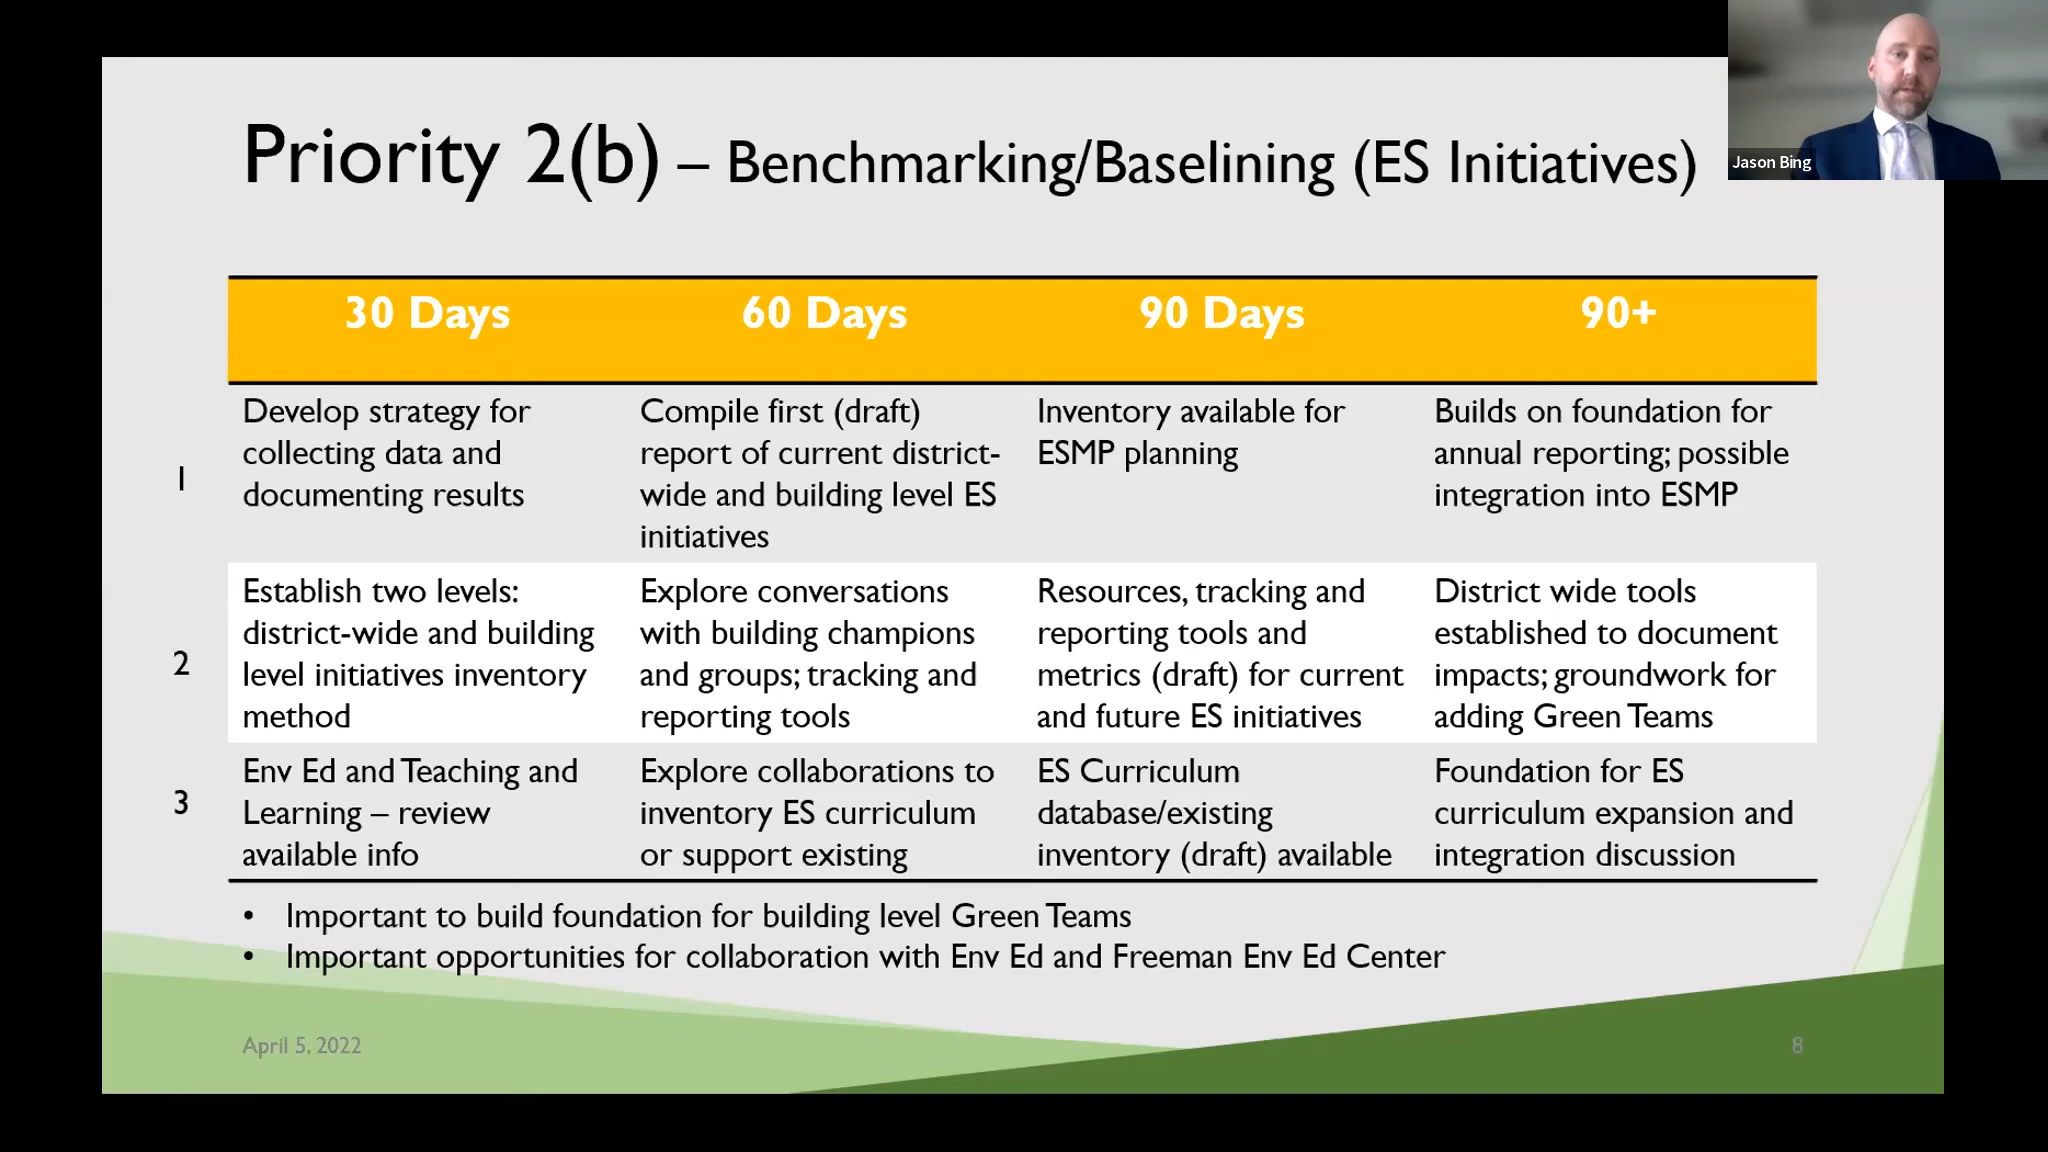 Priority 2(b) – Benchmarking/Baselining (ES Initiatives)
Jason Bing
30 Days
60 Days
90 Days
90+
1
Develop strategy for
collecting data and
documenting results
Compile first (draft)
report of current district-
wide and building level ES
initiatives
Inventory available for
ESMP planning
Builds on foundation for
annual reporting; possible
integration into ESMP
2
Establish two levels:
district-wide and building
level initiatives inventory
method
Explore conversations
with building champions
and groups; tracking and
reporting tools
Resources, tracking and
reporting tools and
metrics (draft) for current
and future ES initiatives
District wide tools
established to document
impacts; groundwork for
adding Green Teams
3
Env Ed and Teaching and
Learning – review
available info
Explore collaborations to
inventory ES curriculum
or support existing
ES Curriculum
database/existing
inventory (draft) available
Foundation for ES
curriculum expansion and
integration discussion
• Important to build foundation for building level Green Teams
• Important opportunities for collaboration with Env Ed and Freeman Env Ed Center
April 5, 2022
8